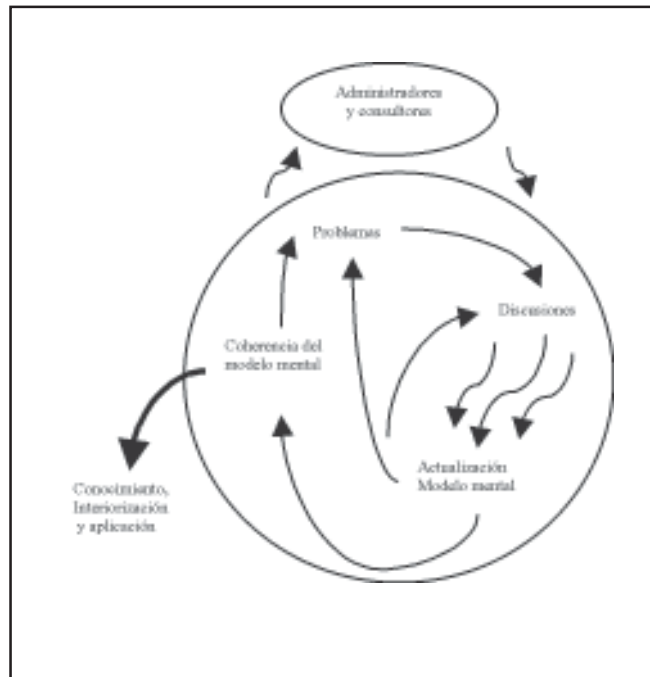 Administradores
y consultores
Problemas
Discusiones
Coherencia del
modelo mental
Actualización
Modelo mental
Conocimiento,
Interiorización
y aplicación